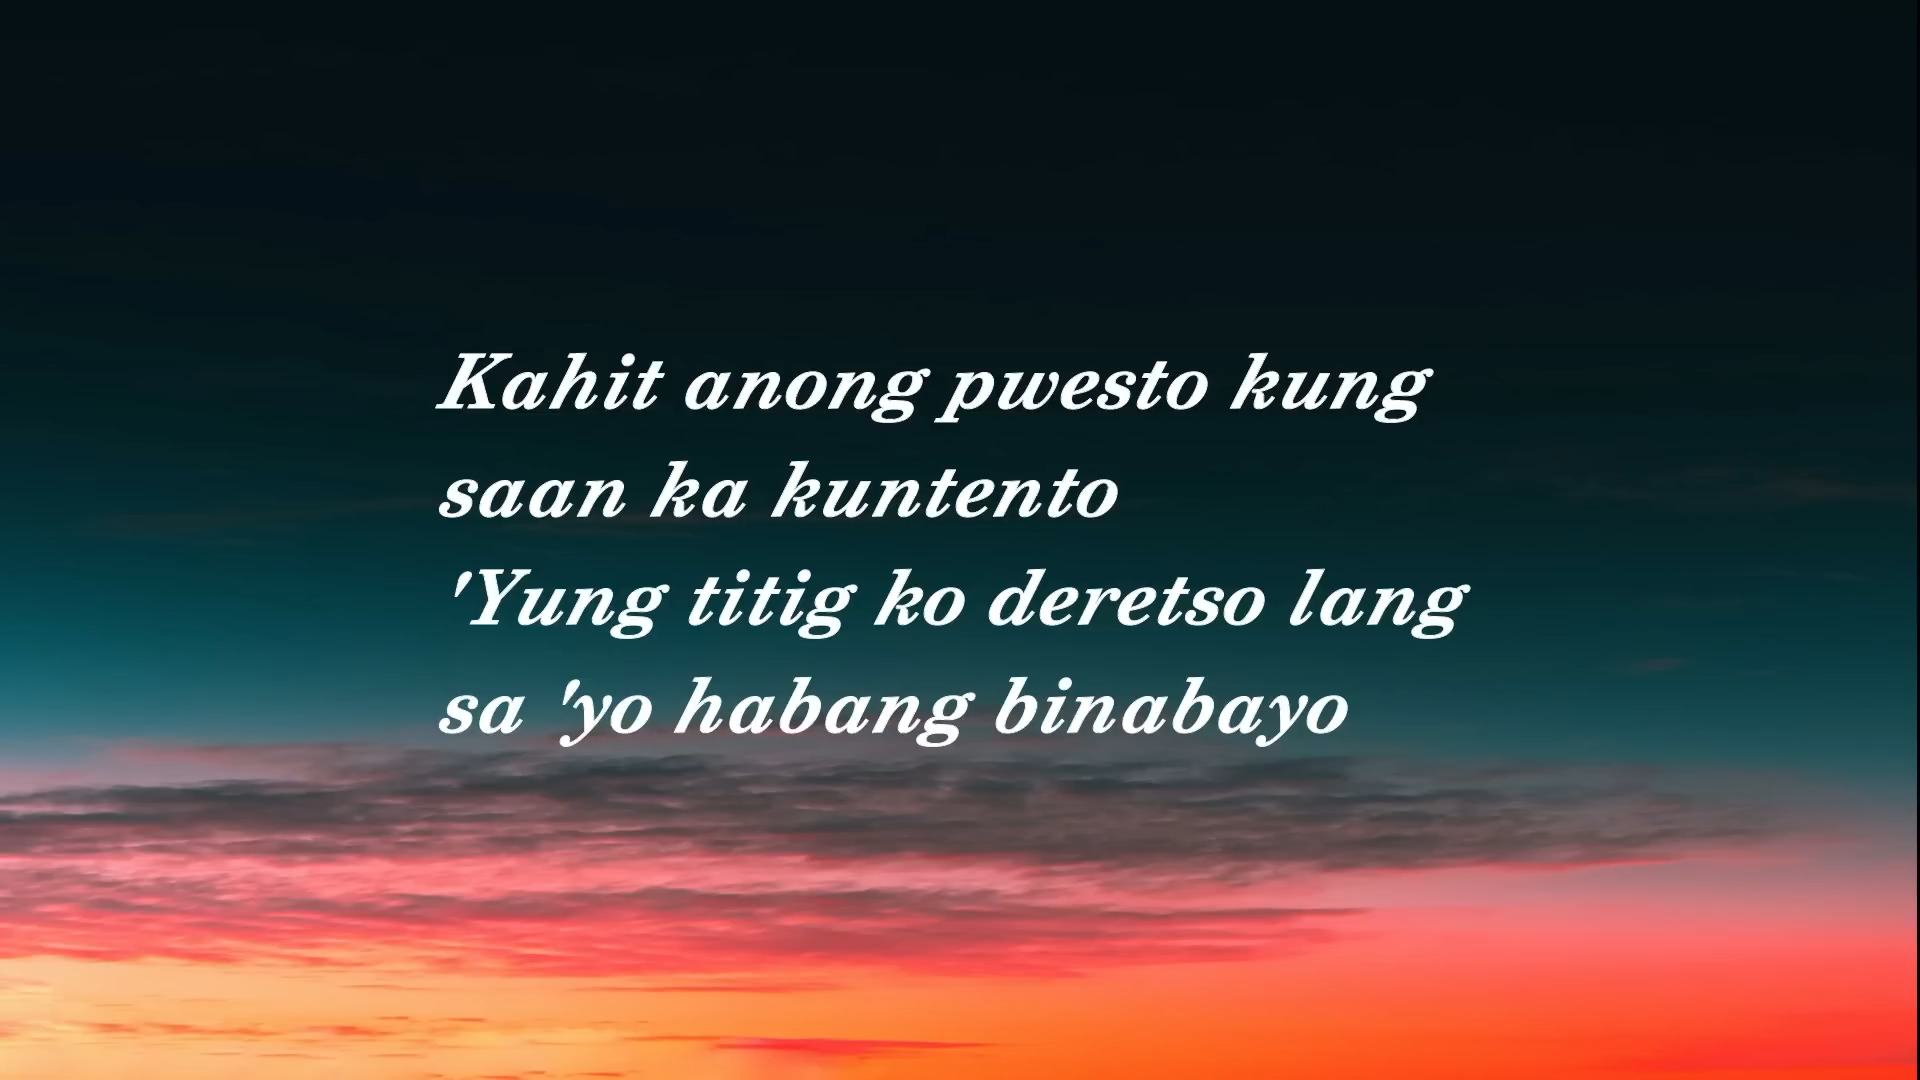 Kahit anong pwesto kung
saan ka kuntento
'Yung titig ko deretso lang
sa 'yo habang binabayo